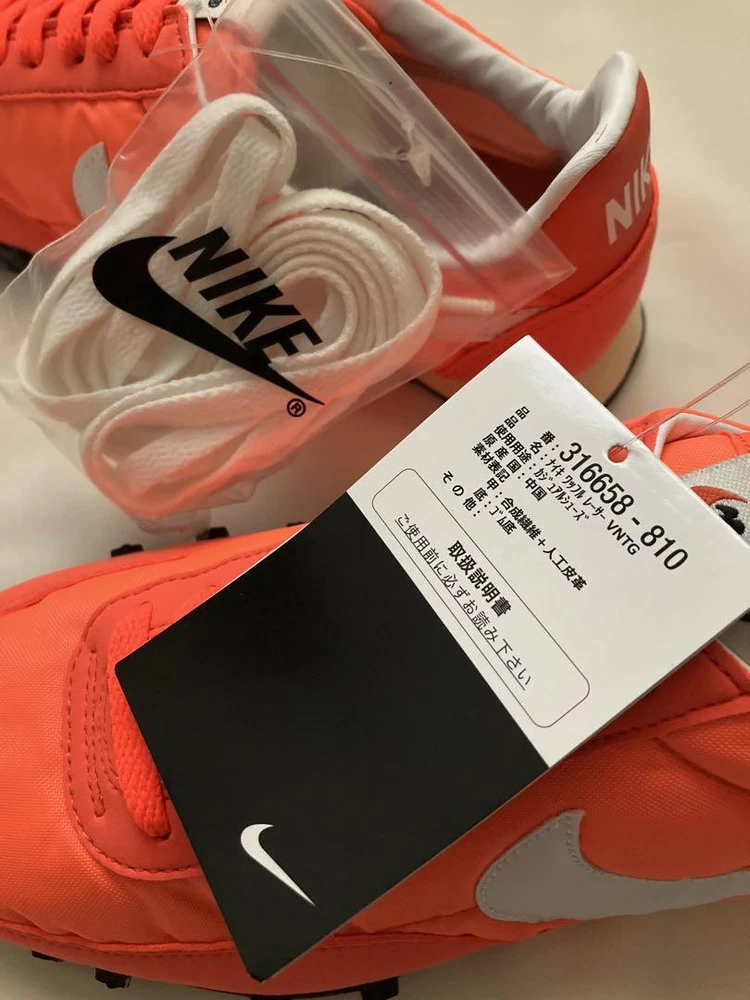 NIKE
NIKE
®
品番：316658-810
品名：ナイキ ワッフル レーサー VNTG
使用用途：カジュアルシューズ
原産国：中国
素材表記
甲：合成繊維＋人工皮革
底：ゴム底
その他：
取扱説明書
ご使用前に必ずお読み下さい